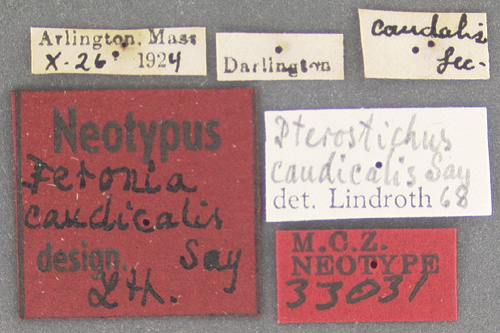 Arlington, Mass
X-26 1924
Darlington
caudalis
Lec.
Neotypus
Feronia
caudicalis
design. Say
Lth.
Pterostichus
caudicalis Say
det. Lindroth 68
M.C.Z.
NEOTYPE
33031